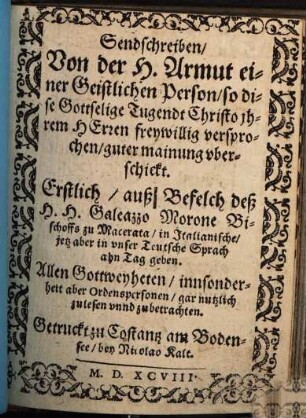 Sendschreiben/
Von der H. Armut ei-
ner Geistlichen Person/so di-
se Gottselige Tugendt Christo jh-
rem HErren freywillig verspro-
chen/guter mainung vber-
schickt.
Erstlich / auß Befelch deß
H. H. Galeazzo Morone Bi-
schoffs zu Macerata / in Italianische/
jetz aber in vnser Teutsche Sprach
ahn Tag geben.
Allen Gottweyheten / innsonder-
heit aber Ordenspersonen / gar nutzlich
zulesen vnnd zubetrachten.
Getruckt zu Costantz am Boden-
see / bey Nicolao Kalt.
M. D. XCVIII.